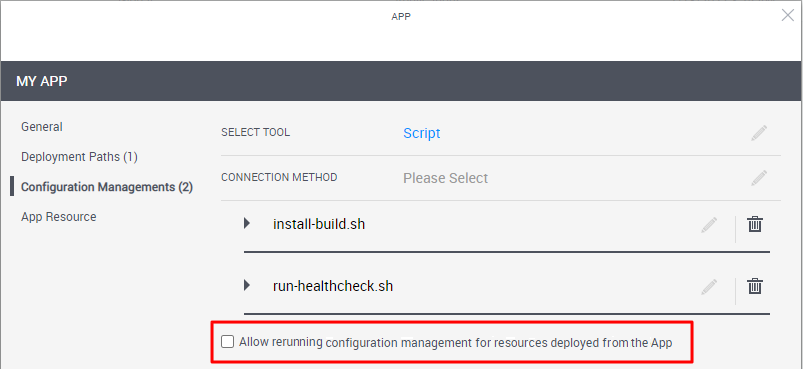 APP
MY APP
General
Deployment Paths (1)
Configuration Managements (2)
App Resource
SELECT TOOL Script
CONNECTION METHOD Please Select
install-build.sh
run-healthcheck.sh
Allow rerunning configuration management for resources deployed from the App